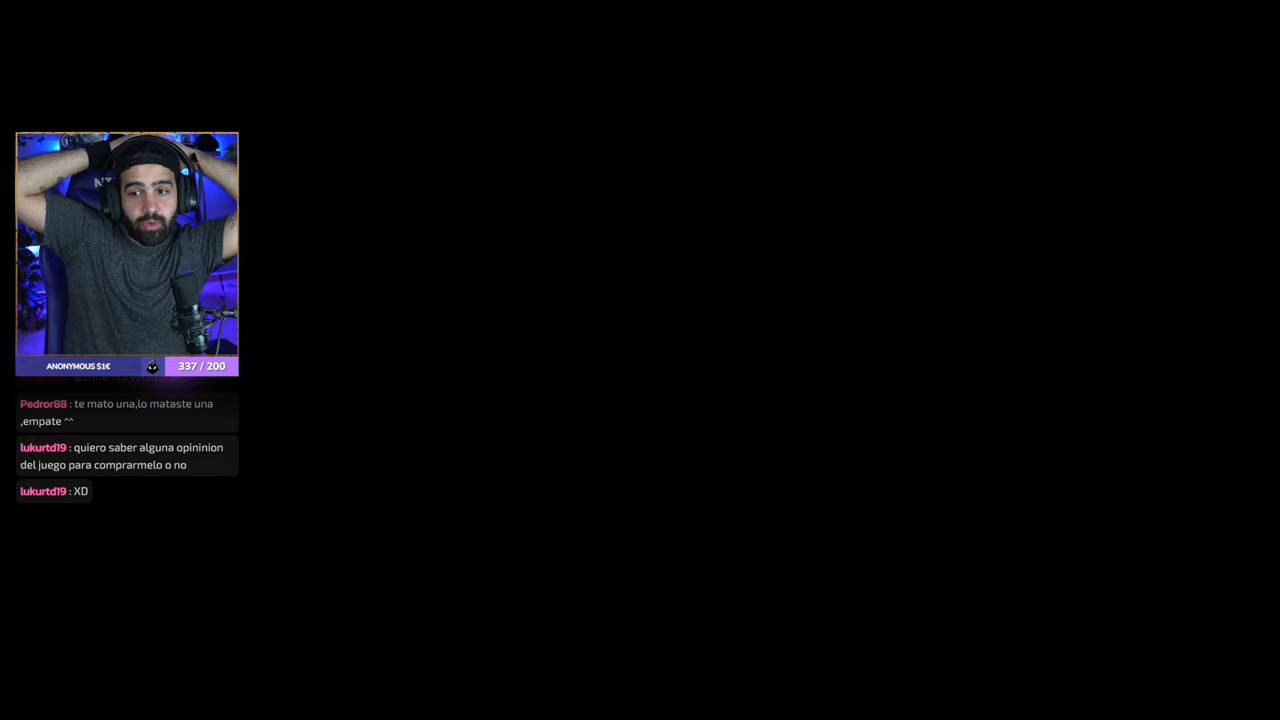 ANONYMOUS $1€
337 / 200
Pedror88 : te mato una,lo mataste una
,empate ^^
lukurtd19 : quiero saber alguna opininion
del juego para comprarmelo o no
lukurtd19 : XD